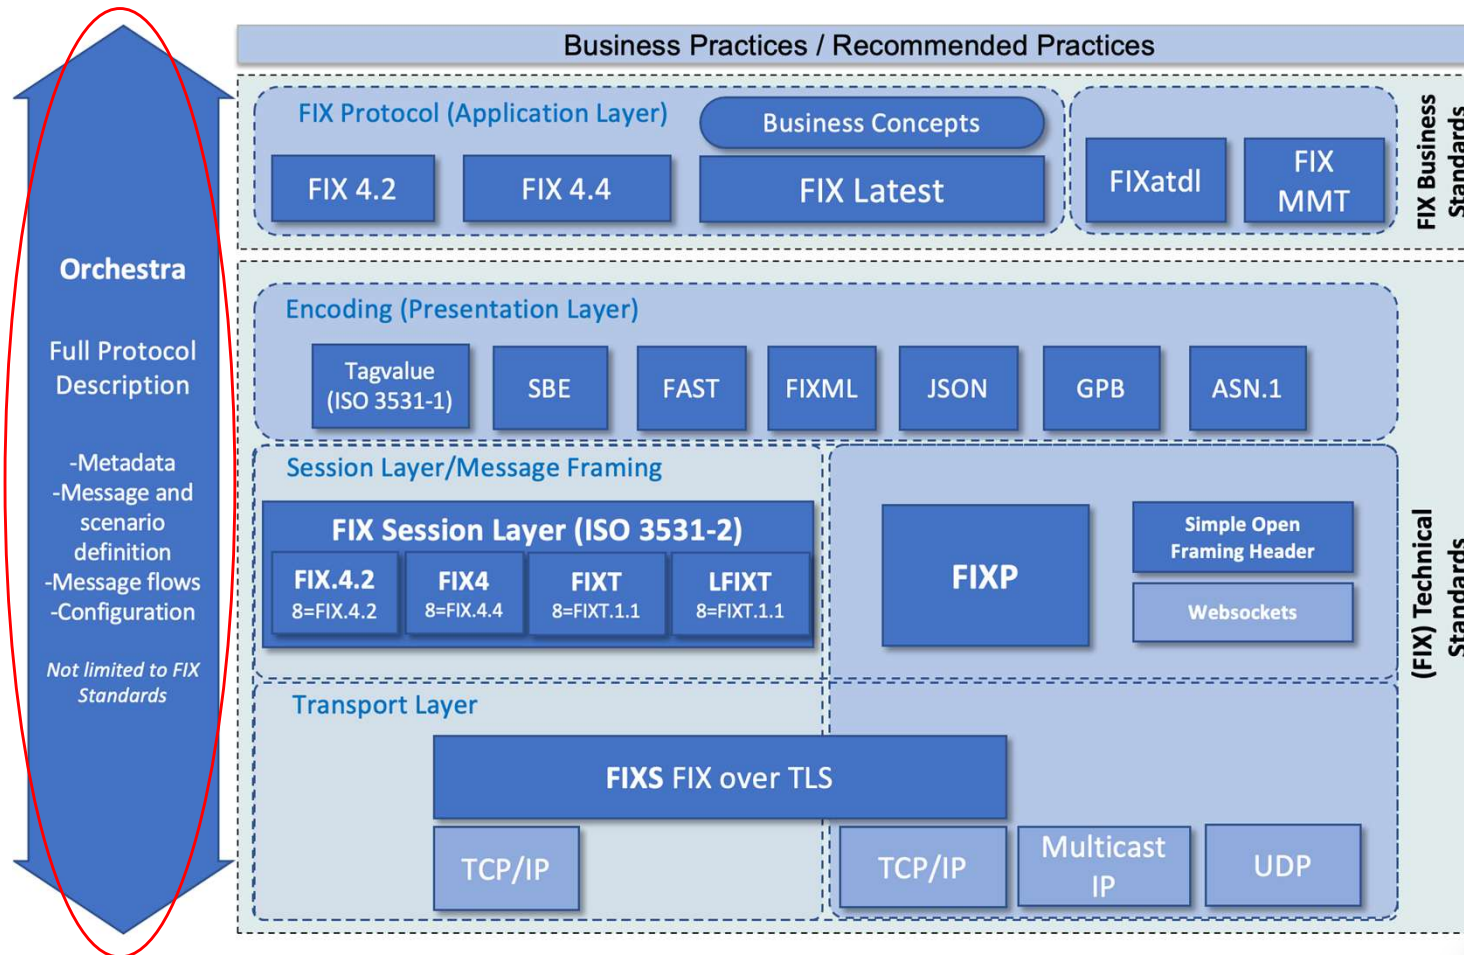 Business Practices / Recommended Practices
Orchestra
Full Protocol
Description
-Metadata
-Message and
scenario
definition
-Message flows
-Configuration
Not limited to FIX
Standards
FIX Protocol (Application Layer)
Business Concepts
FIX 4.2
FIX 4.4
FIX Latest
FIXatdl
FIX
MMT
FIX Business
Standards
Encoding (Presentation Layer)
Tagvalue
(ISO 3531-1)
SBE
FAST
FIXML
JSON
GPB
ASN.1
Session Layer/Message Framing
FIX Session Layer (ISO 3531-2)
FIX.4.2
8=FIX.4.2
FIX4
8=FIX.4.4
FIXT
8=FIXT.1.1
LFIXT
8=FIXT.1.1
FIXP
Simple Open
Framing Header
Websockets
(FIX) Technical
Standards
Transport Layer
FIXS FIX over TLS
TCP/IP
TCP/IP
Multicast
IP
UDP